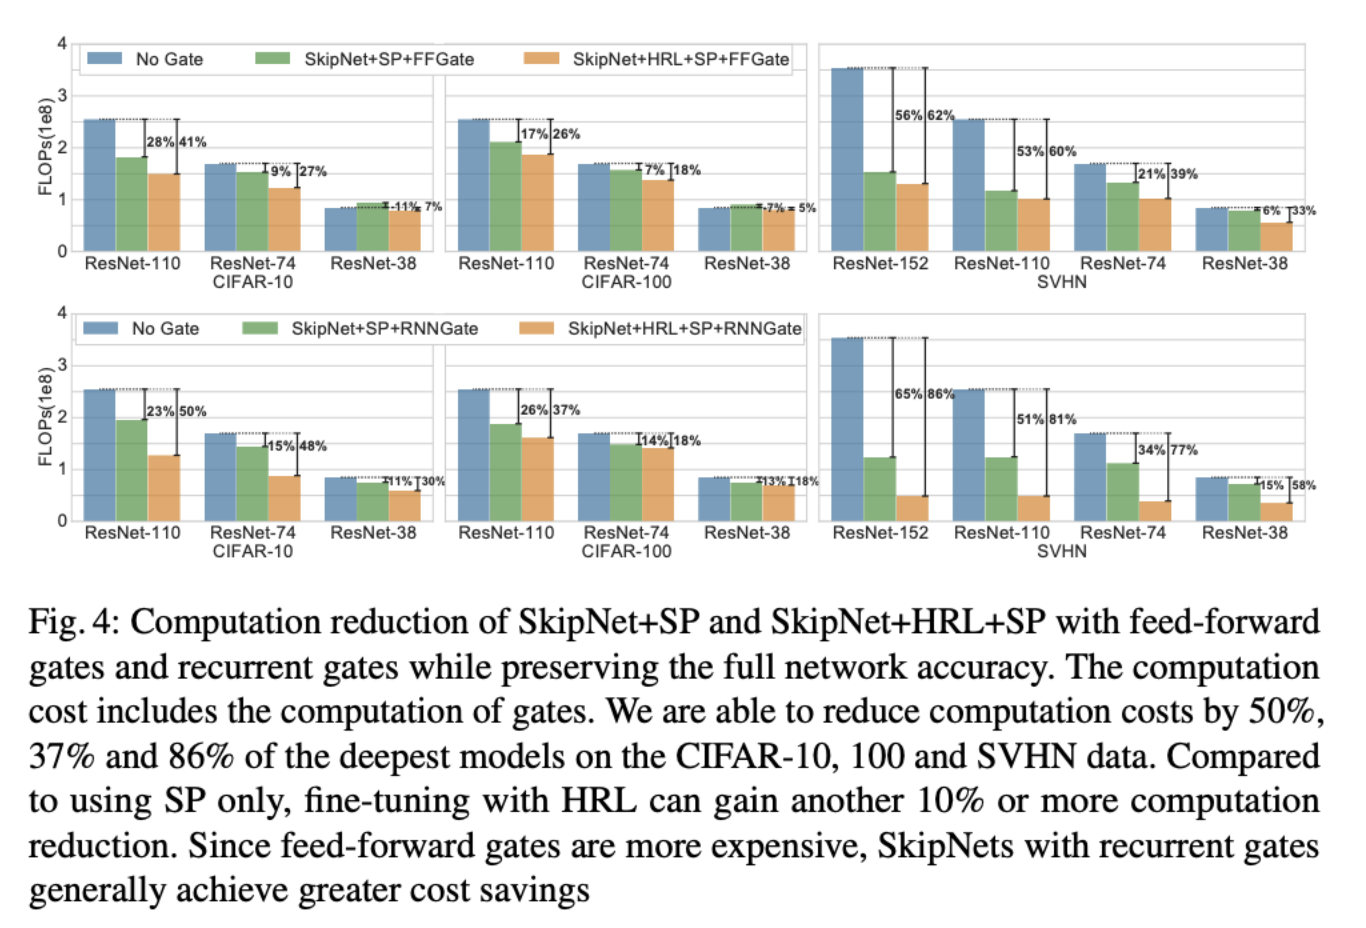 No Gate SkipNet+SP+FFGate SkipNet+HRL+SP+FFGate
FLOPs(1e8)
4
3
2
1
0
28% 41%
9% 27%
-11% 7%
ResNet-110 ResNet-74 ResNet-38
CIFAR-10
17% 26%
7% 18%
-7% 5%
ResNet-110 ResNet-74 ResNet-38
CIFAR-100
56% 62%
53% 60%
21% 39%
6% 33%
ResNet-152 ResNet-110 ResNet-74 ResNet-38
SVHN
No Gate SkipNet+SP+RNNGate SkipNet+HRL+SP+RNNGate
FLOPs(1e8)
4
3
2
1
0
23% 50%
15% 48%
11% 30%
ResNet-110 ResNet-74 ResNet-38
CIFAR-10
26% 37%
14% 18%
13% 18%
ResNet-110 ResNet-74 ResNet-38
CIFAR-100
65% 86%
51% 81%
34% 77%
15% 58%
ResNet-152 ResNet-110 ResNet-74 ResNet-38
SVHN
Fig. 4: Computation reduction of SkipNet+SP and SkipNet+HRL+SP with feed-forward
gates and recurrent gates while preserving the full network accuracy. The computation
cost includes the computation of gates. We are able to reduce computation costs by 50%,
37% and 86% of the deepest models on the CIFAR-10, 100 and SVHN data. Compared
to using SP only, fine-tuning with HRL can gain another 10% or more computation
reduction. Since feed-forward gates are more expensive, SkipNets with recurrent gates
generally achieve greater cost savings